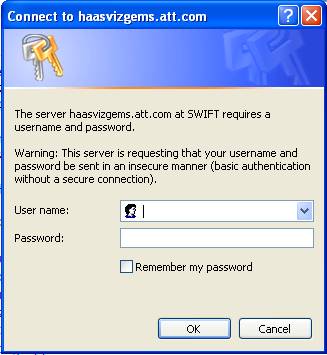 Connect to haasvizgems.att.com
The server haasvizgems.att.com at SWIFT requires a
username and password.
Warning: This server is requesting that your username and
password be sent in an insecure manner (basic authentication
without a secure connection).
User name:
Password:
Remember my password
OK Cancel